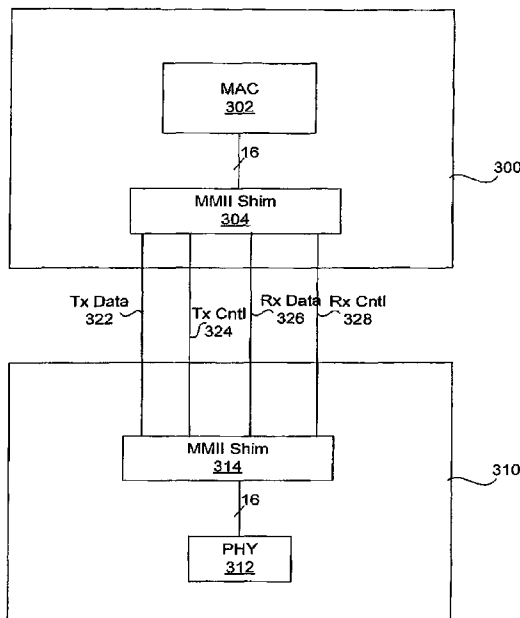 MAC
302
16
300
MMII Shim
304
Tx Data
322
Tx Cntl
324
Rx Data
326
Rx Cntl
328
MMII Shim
314
310
16
PHY
312